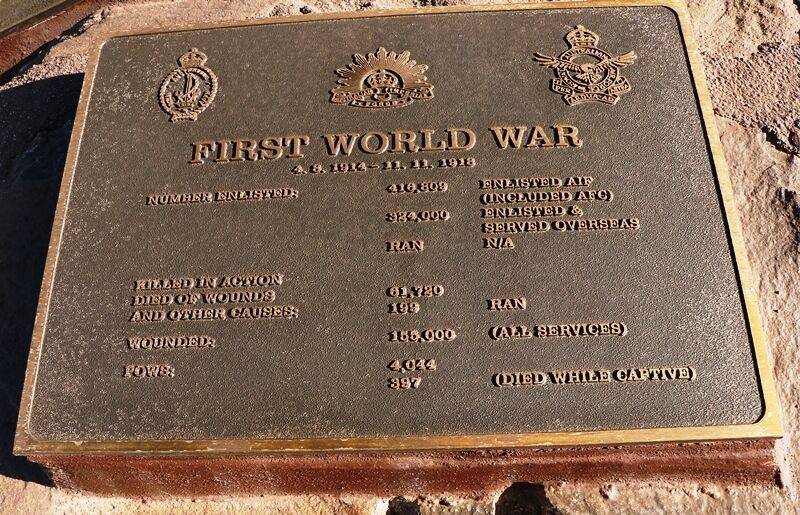 FIRST WORLD WAR
4. 8. 1914 – 11. 11. 1918
NUMBER ENLISTED: 416,809 ENLISTED AIF
(INCLUDED AFC)
324,000 ENLISTED &
SERVED OVERSEAS
RAN N/A
KILLED IN ACTION
DIED OF WOUNDS 61,720
AND OTHER CAUSES: 199 RAN
WOUNDED: 155,000 (ALL SERVICES)
POWS: 4,044
397 (DIED WHILE CAPTIVE)